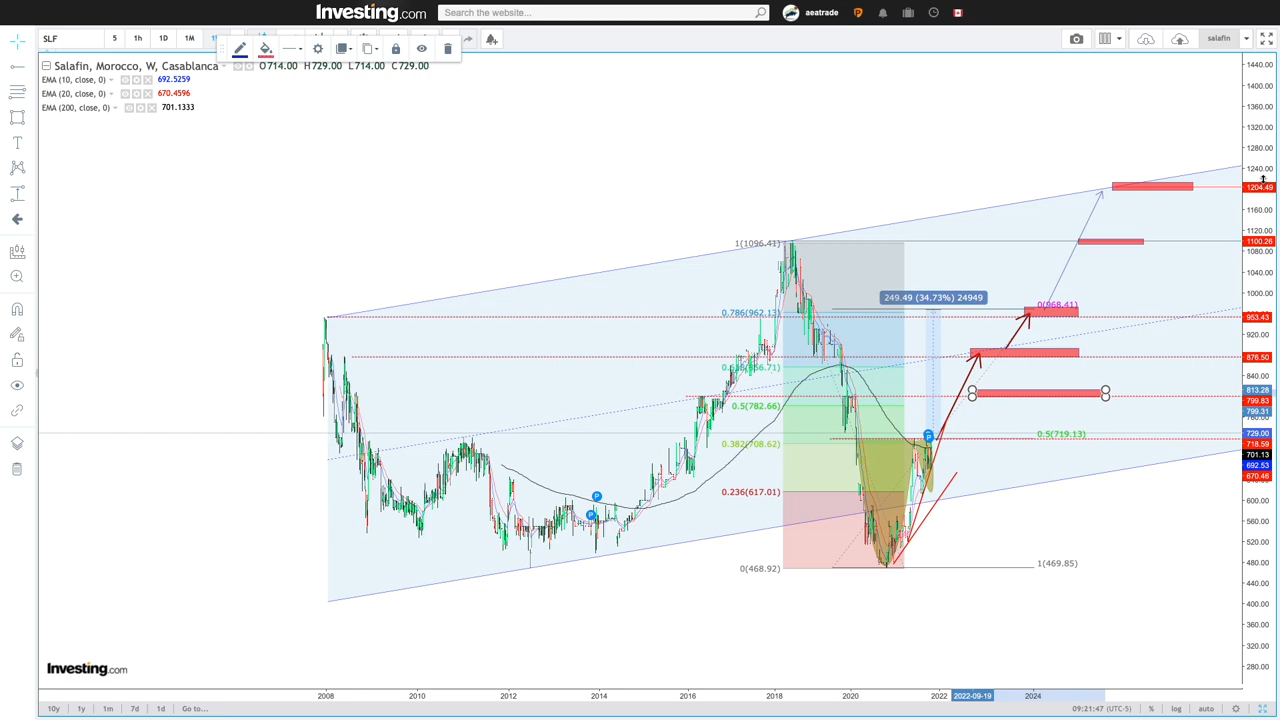 Investing.com
Search the website...
aeatrade
SLF
5
1h
1D
1M
salafin
Salafin, Morocco, W, Casablanca
O714.00 H729.00 L714.00 C729.00
EMA (10, close, 0)
692.5259
EMA (20, close, 0)
670.4596
EMA (200, close, 0)
701.1333
1440.00
1400.00
1360.00
1320.00
1280.00
1240.00
1204.49
1160.00
1120.00
1100.26
1080.00
1040.00
1000.00
953.43
920.00
876.50
840.00
813.28
799.83
799.31
729.00
718.59
701.13
692.53
670.46
600.00
560.00
520.00
480.00
440.00
400.00
360.00
320.00
280.00
1(1096.41)
249.49 (34.73%) 24949
0(968.41)
0.786(962.13)
0.5(782.66)
0.5(719.13)
0.382(708.62)
0.236(617.01)
0(468.92)
1(469.85)
P
P
P
Investing.com
2008
2010
2012
2014
2016
2018
2020
2022
2022-09-19
2024
10y
1y
1m
7d
1d
Go to...
09:21:47 (UTC-5)
%
log
auto